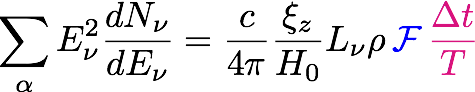 $$\sum_{\alpha} E_{\nu}^{2} \frac{dN_{\nu}}{dE_{\nu}} = \frac{c}{4\pi} \frac{\xi_z}{H_0} L_{\nu} \rho \, \mathcal{F} \, \frac{\Delta t}{T}$$